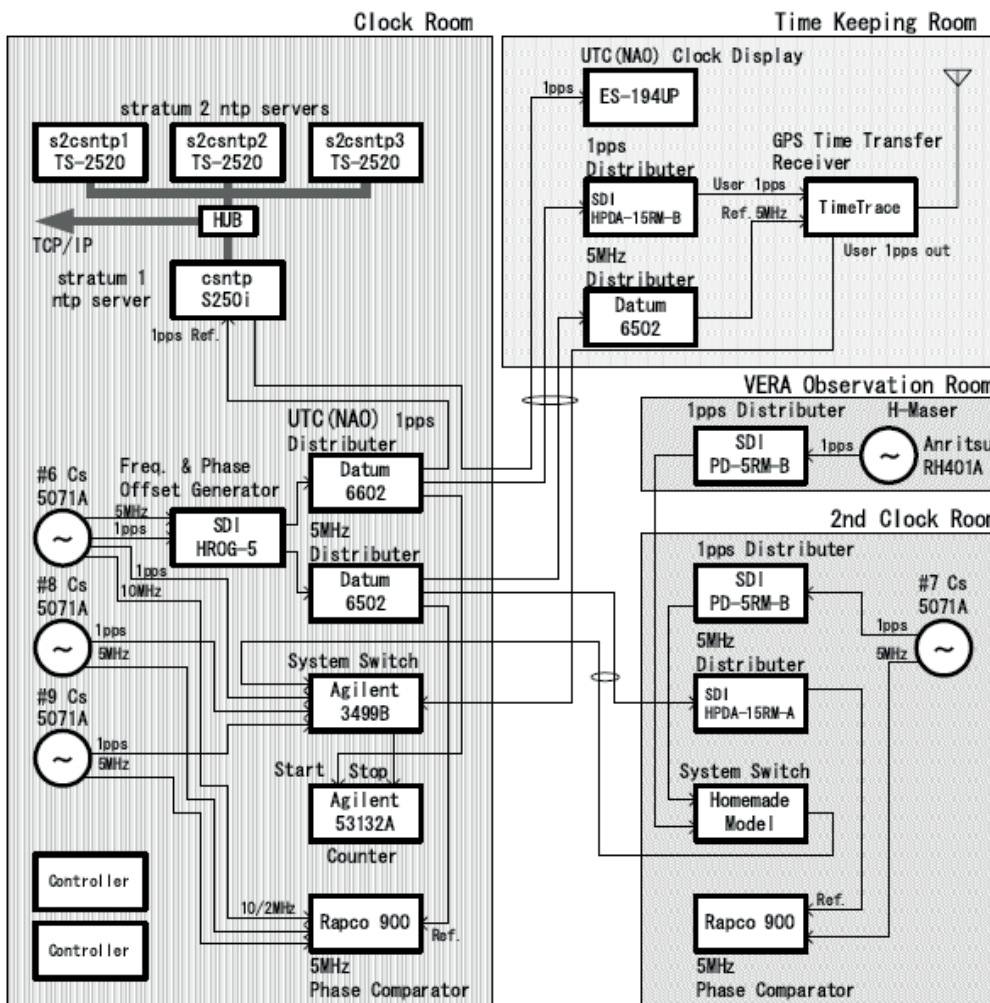 Clock Room
stratum 2 ntp servers
s2csntp1
TS-2520
s2csntp2
TS-2520
s2csntp3
TS-2520
HUB
TCP/IP
stratum 1
ntp server
csntp
S250i
1pps Ref.
UTC(NAO) 1pps
Distributer
Datum
6602
Freq. & Phase
Offset Generator
SDI
HROG-5
#6 Cs
5071A
~
5MHz
1pps
1pps
10MHz
5MHz
Distributer
Datum
6502
#8 Cs
5071A
~
1pps
5MHz
System Switch
Agilent
3499B
#9 Cs
5071A
~
1pps
5MHz
Start
Stop
Agilent
53132A
Counter
Controller
Controller
10/2MHz
Rapco 900
Ref.
5MHz
Phase Comparator
Time Keeping Room
UTC(NAO) Clock Display
1pps
ES-194UP
1pps
Distributer
SDI
HPDA-15RM-B
User 1pps
Ref. 5MHz
GPS Time Transfer
Receiver
TimeTrace
User 1pps out
5MHz
Distributer
Datum
6502
VERA Observation Room
1pps Distributer
SDI
PD-5RM-B
1pps
H-Maser
~
Anritsu
RH401A
2nd Clock Room
1pps Distributer
SDI
PD-5RM-B
#7 Cs
5071A
~
1pps
5MHz
5MHz
Distributer
SDI
HPDA-15RM-A
System Switch
Homemade
Model
Ref.
Rapco 900
5MHz
Phase Comparator